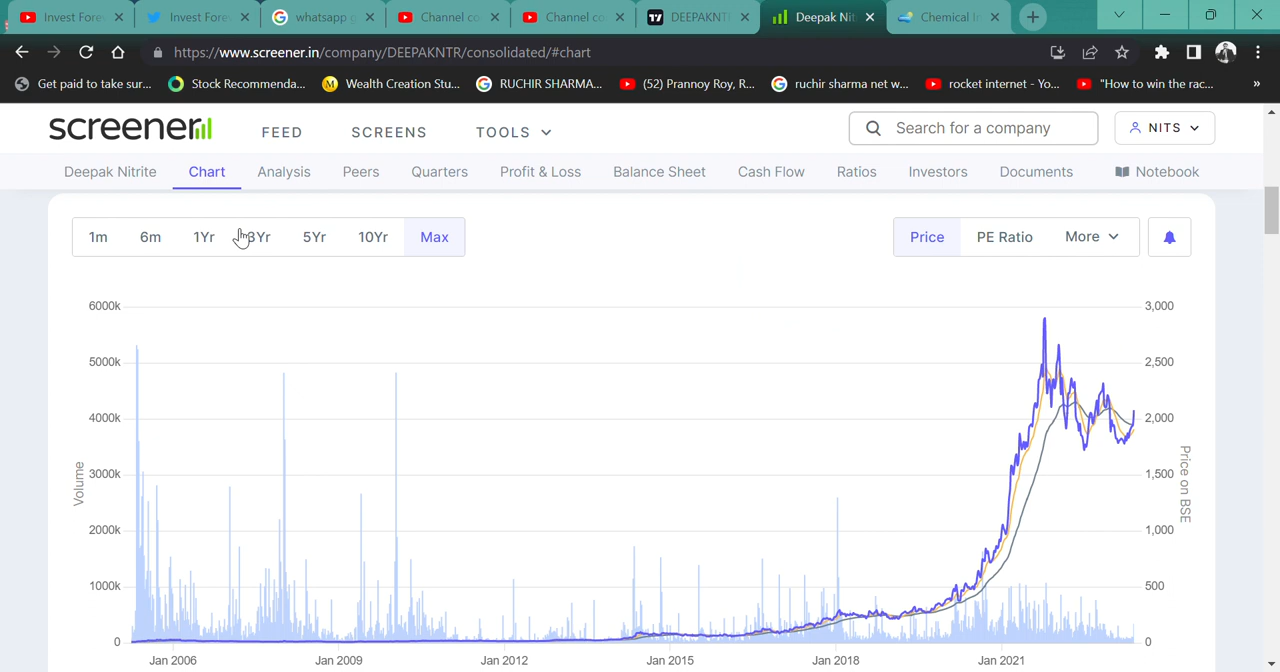 Invest Fore
Invest Fore
whatsapp g
Channel co
Channel co
DEEPAKNT
Deepak Nit
Chemical I
https://www.screener.in/company/DEEPAKNTR/consolidated/#chart
Get paid to take sur...
Stock Recommenda...
Wealth Creation Stu...
RUCHIR SHARMA...
(52) Prannoy Roy, R...
ruchir sharma net w...
rocket internet - Yo...
"How to win the rac...
»
screener
FEED
SCREENS
TOOLS
Search for a company
NITS
Deepak Nitrite
Chart
Analysis
Peers
Quarters
Profit & Loss
Balance Sheet
Cash Flow
Ratios
Investors
Documents
Notebook
1m
6m
1Yr
3Yr
5Yr
10Yr
Max
Price
PE Ratio
More
6000k
3,000
5000k
2,500
4000k
2,000
3000k
1,500
2000k
1,000
1000k
500
0
0
Volume
Price on BSE
Jan 2006
Jan 2009
Jan 2012
Jan 2015
Jan 2018
Jan 2021